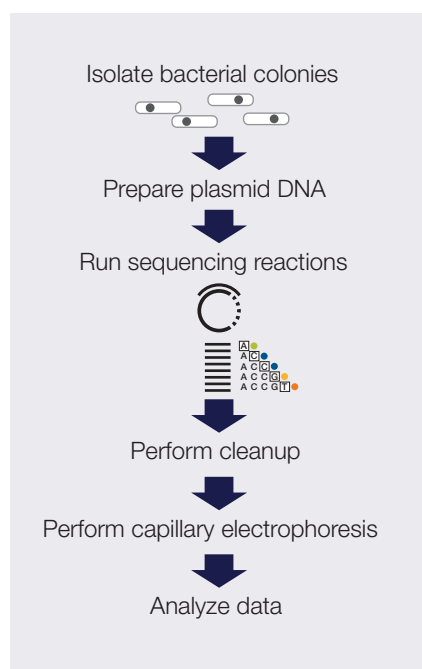 Isolate bacterial colonies
Prepare plasmid DNA
Run sequencing reactions
A
A C
A C C
A C C G
A C C G T
Perform cleanup
Perform capillary electrophoresis
Analyze data